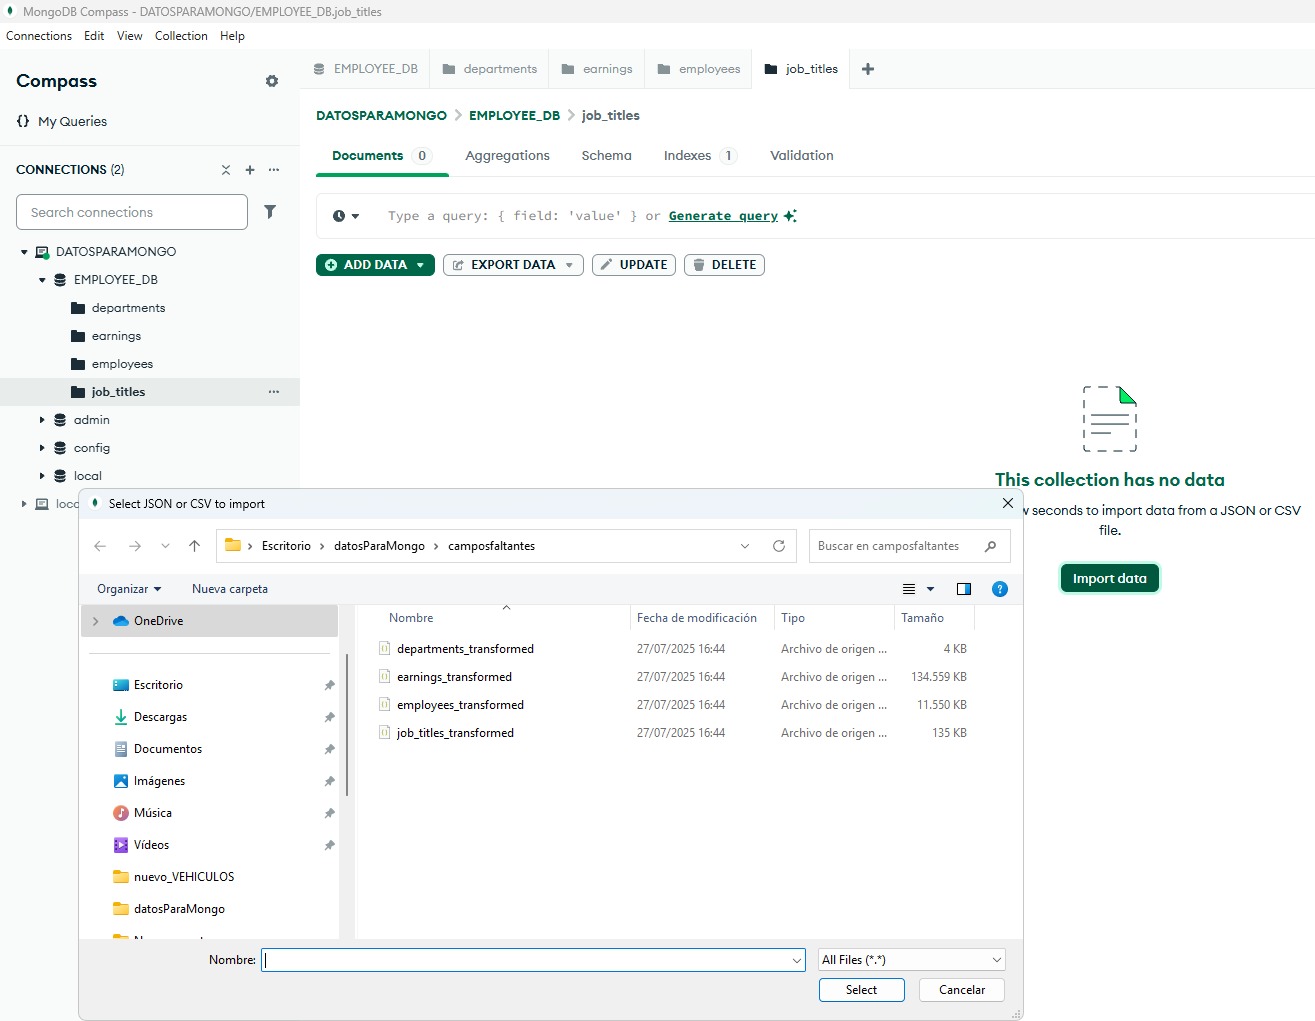 MongoDB Compass - DATOSPARAMONGO/EMPLOYEE_DB.job_titles
Connections Edit View Collection Help
Compass
{} My Queries
CONNECTIONS (2)
Search connections
DATOSPARAMONGO
EMPLOYEE_DB
departments
earnings
employees
job_titles
admin
config
local
loca
EMPLOYEE_DB departments earnings employees job_titles
DATOSPARAMONGO EMPLOYEE_DB job_titles
Documents 0 Aggregations Schema Indexes 1 Validation
Type a query: { field: 'value' } or Generate query
ADD DATA EXPORT DATA UPDATE DELETE
This collection has no data
seconds to import data from a JSON or CSV
file.
Import data
Select JSON or CSV to import
Escritorio > datosParaMongo > camposfaltantes
Buscar en camposfaltantes
Organizar Nueva carpeta
OneDrive
Escritorio
Descargas
Documentos
Imágenes
Música
Vídeos
nuevo_VEHICULOS
datosParaMongo
Nombre Fecha de modificación Tipo Tamaño
departments_transformed 27/07/2025 16:44 Archivo de origen ... 4 KB
earnings_transformed 27/07/2025 16:44 Archivo de origen ... 134.559 KB
employees_transformed 27/07/2025 16:44 Archivo de origen ... 11.550 KB
job_titles_transformed 27/07/2025 16:44 Archivo de origen ... 135 KB
Nombre:
All Files (*.*)
Select Cancelar